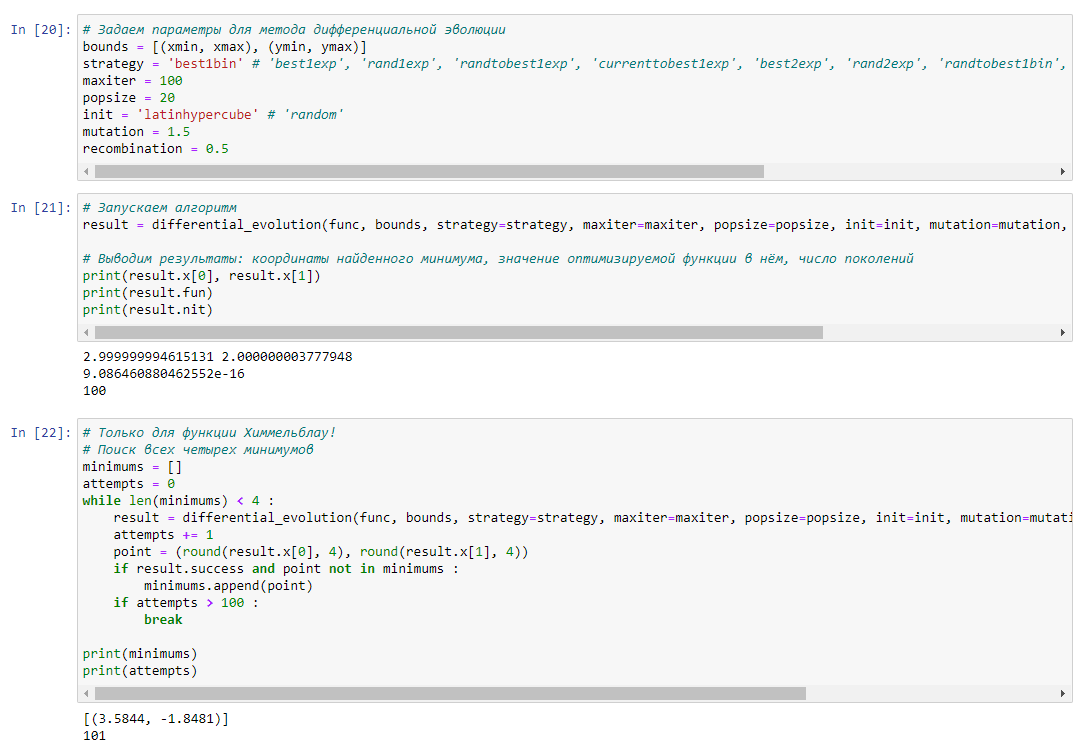 In [20]:
# Задаем параметры для метода дифференциальной эволюции
bounds = [(xmin, xmax), (ymin, ymax)]
strategy = 'best1bin' # 'best1exp', 'rand1exp', 'randtobest1exp', 'currenttobest1exp', 'best2exp', 'rand2exp', 'randtobest1bin',
maxiter = 100
popsize = 20
init = 'latinhypercube' # 'random'
mutation = 1.5
recombination = 0.5
In [21]:
# Запускаем алгоритм
result = differential_evolution(func, bounds, strategy=strategy, maxiter=maxiter, popsize=popsize, init=init, mutation=mutation,
# Выводим результаты: координаты найденного минимума, значение оптимизируемой функции в нём, число поколений
print(result.x[0], result.x[1])
print(result.fun)
print(result.nit)
2.999999994615131 2.000000003777948
9.086460880462552e-16
100
In [22]:
# Только для функции Химмельблау!
# Поиск всех четырех минимумов
minimums = []
attempts = 0
while len(minimums) < 4 :
    result = differential_evolution(func, bounds, strategy=strategy, maxiter=maxiter, popsize=popsize, init=init, mutation=mutati
    attempts += 1
    point = (round(result.x[0], 4), round(result.x[1], 4))
    if result.success and point not in minimums :
        minimums.append(point)
    if attempts > 100 :
        break
print(minimums)
print(attempts)
[(3.5844, -1.8481)]
101